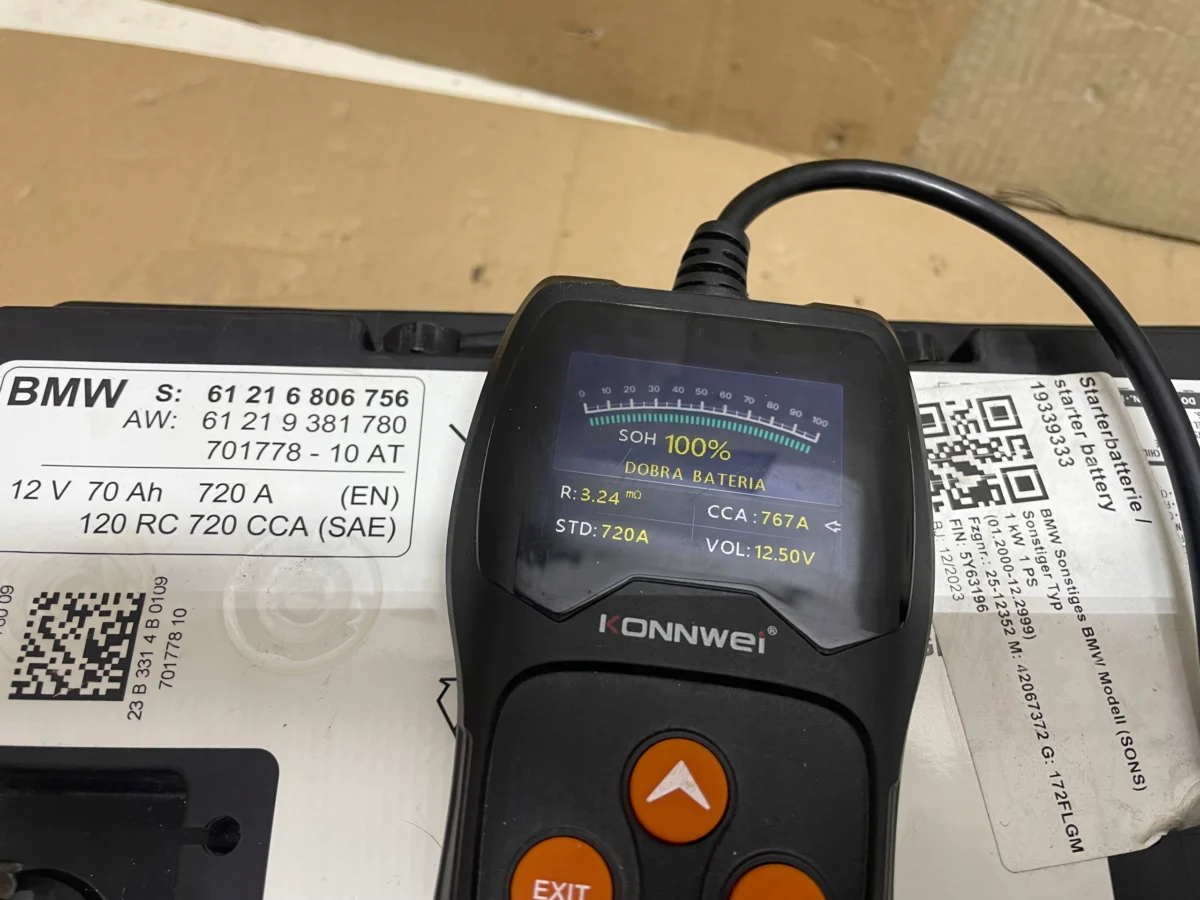 BMW S: 61 21 6 806 756
AW: 61 21 9 381 780
701778 - 10 AT
12 V 70 Ah 720 A (EN)
120 RC 720 CCA (SAE)
23 B 331 4 B 0109
701778 10
0 10 20 30 40 50 60 70 80 90 100
SOH 100%
DOBRA BATERIA
R:3.24 mΩ
CCA:767A
STD:720A
VOL:12.50V
KONNWEI®
EXIT
Starterbatterie /
starter battery
19339333
BMW Sonstiges BMW Modell (SONS)
Sonstiger Typ
1 kW 1 PS
(01.2000-12.2999)
Fzgnr.: 25-12352 M: 42067372 G: 172FLGM
FIN: 5Y63196
BJ: 12/2023